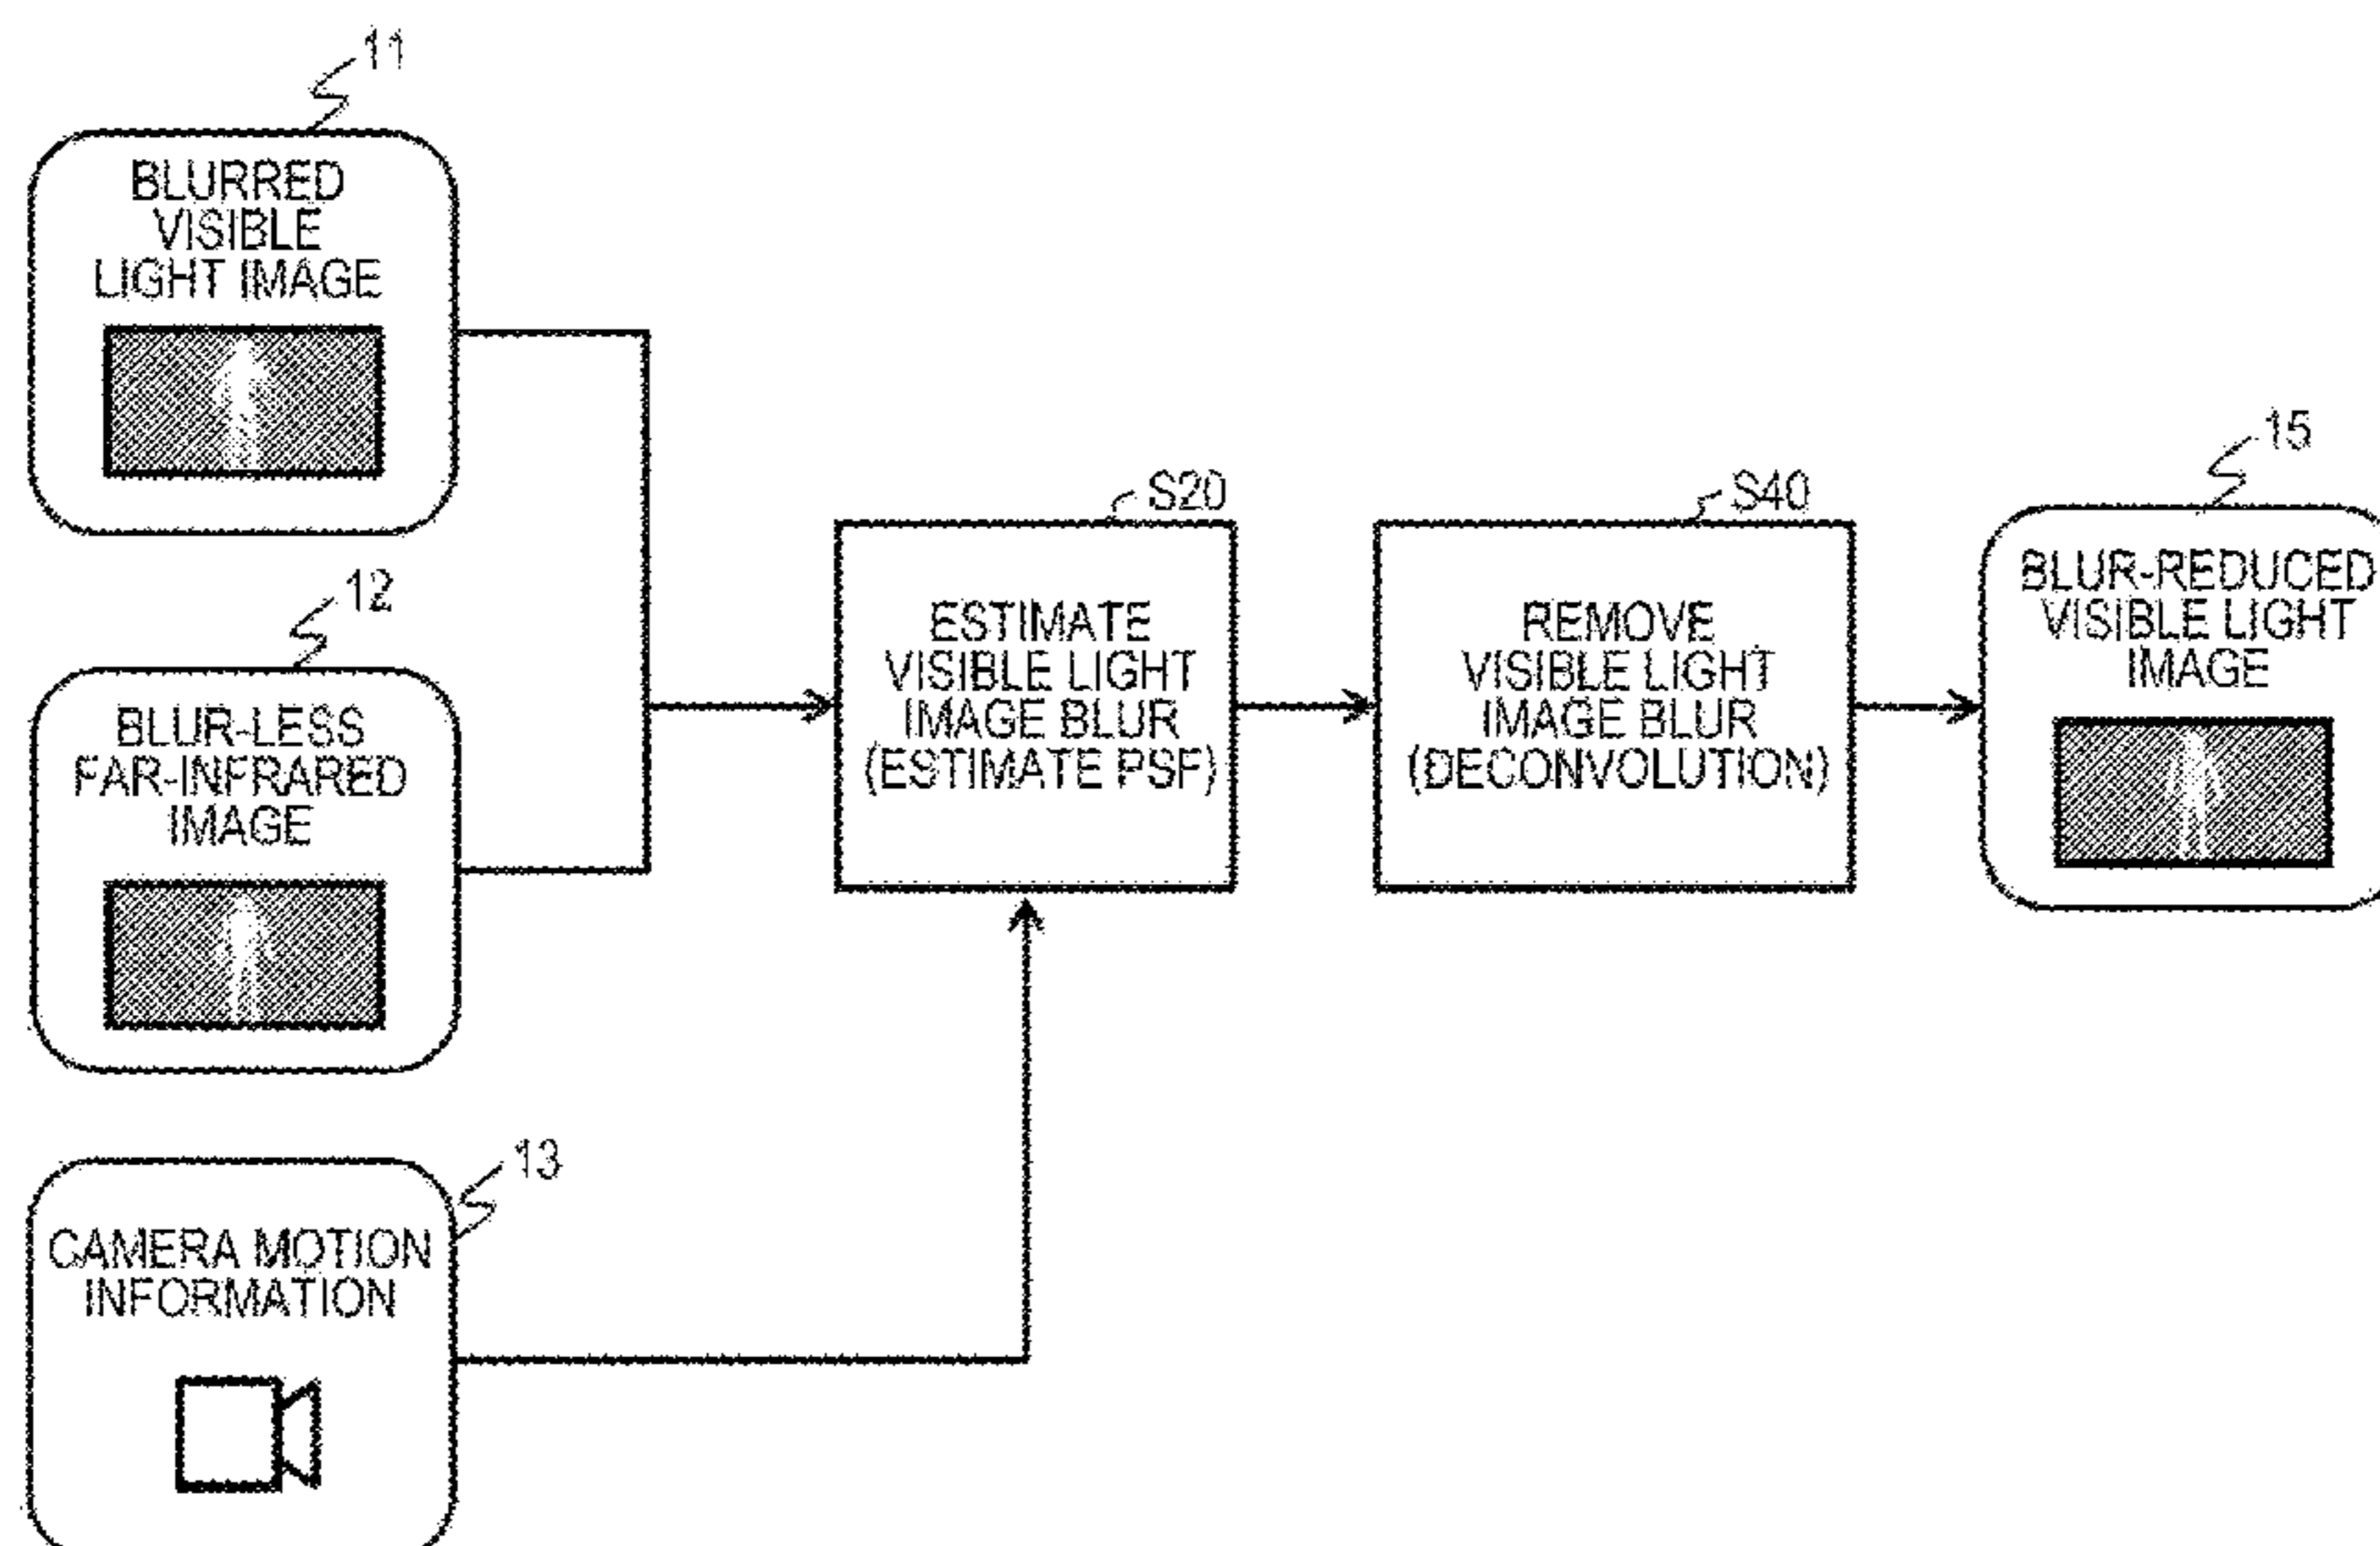 11
BLURRED
VISIBLE
LIGHT IMAGE
12
BLUR-LESS
FAR-INFRARED
IMAGE
13
CAMERA MOTION
INFORMATION
S20
ESTIMATE
VISIBLE LIGHT
IMAGE BLUR
(ESTIMATE PSF)
S40
REMOVE
VISIBLE LIGHT
IMAGE BLUR
(DECONVOLUTION)
15
BLUR-REDUCED
VISIBLE LIGHT
IMAGE